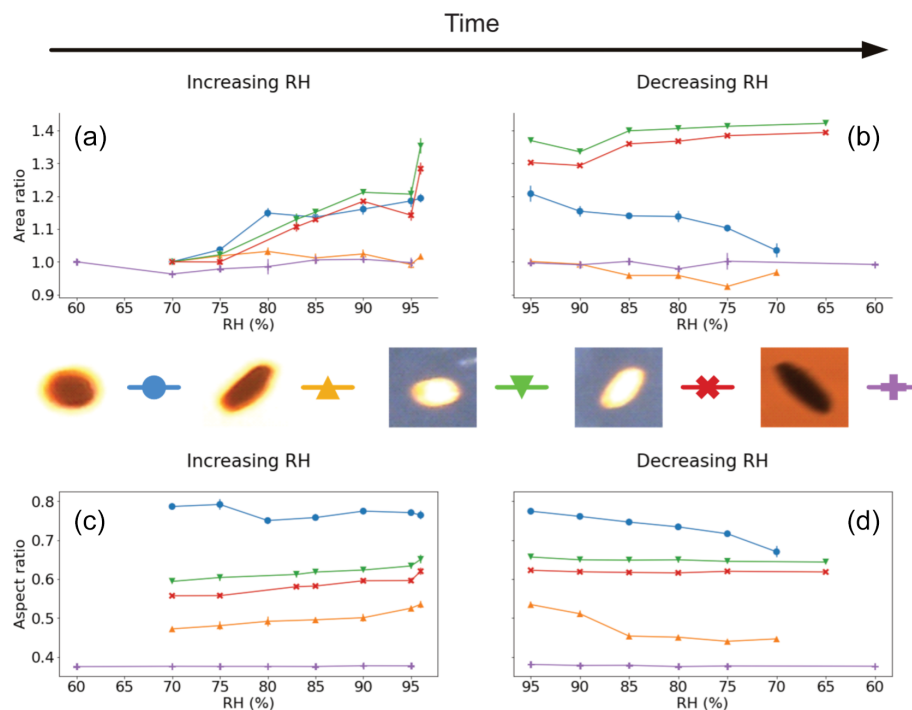 Time
Increasing RH
Decreasing RH
(a)
(b)
Area ratio
1.4
1.3
1.2
1.1
1.0
0.9
60 65 70 75 80 85 90 95
RH (%)
95 90 85 80 75 70 65 60
RH (%)
Increasing RH
Decreasing RH
(c)
(d)
Aspect ratio
0.8
0.7
0.6
0.5
0.4
60 65 70 75 80 85 90 95
RH (%)
95 90 85 80 75 70 65 60
RH (%)